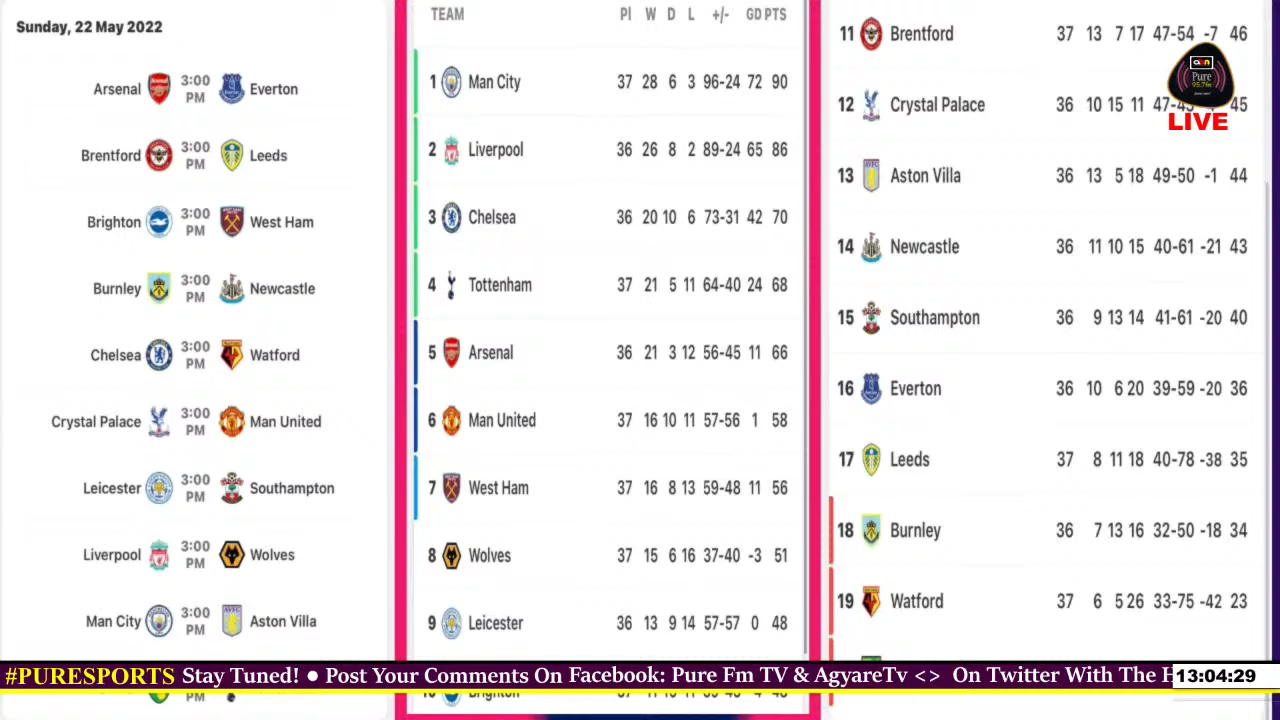 Sunday, 22 May 2022
Arsenal 3:00 PM Everton
Brentford 3:00 PM Leeds
Brighton 3:00 PM West Ham
Burnley 3:00 PM Newcastle
Chelsea 3:00 PM Watford
Crystal Palace 3:00 PM Man United
Leicester 3:00 PM Southampton
Liverpool 3:00 PM Wolves
Man City 3:00 PM Aston Villa
TEAM Pl W D L +/- GD PTS
1 Man City 37 28 6 3 96-24 72 90
2 Liverpool 36 26 8 2 89-24 65 86
3 Chelsea 36 20 10 6 73-31 42 70
4 Tottenham 37 21 5 11 64-40 24 68
5 Arsenal 36 21 3 12 56-45 11 66
6 Man United 37 16 10 11 57-56 1 58
7 West Ham 37 16 8 13 59-48 11 56
8 Wolves 37 15 6 16 37-40 -3 51
9 Leicester 36 13 9 14 57-57 0 48
Brighton
11 Brentford 37 13 7 17 47-54 -7 46
12 Crystal Palace 36 10 15 11 45
13 Aston Villa 36 13 5 18 49-50 -1 44
14 Newcastle 36 11 10 15 40-61 -21 43
15 Southampton 36 9 13 14 41-61 -20 40
16 Everton 36 10 6 20 39-59 -20 36
17 Leeds 37 8 11 18 40-78 -38 35
18 Burnley 36 7 13 16 32-50 -18 34
19 Watford 37 6 5 26 33-75 -42 23
Pure
95.7fm
LIVE
#PURESPORTS Stay Tuned! ● Post Your Comments On Facebook: Pure Fm TV & AgyareTv <> On Twitter With The H
13:04:29